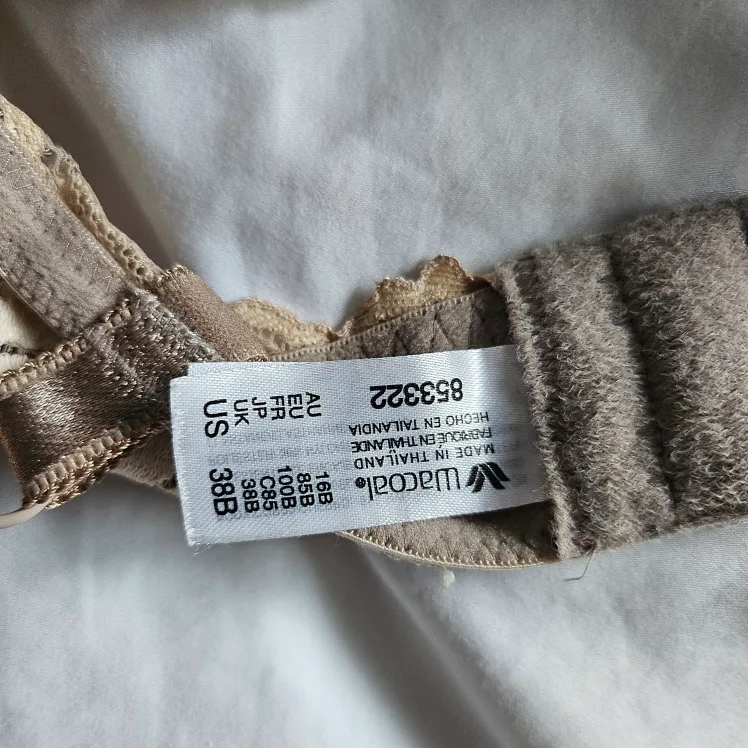 Wacoal®
MADE IN THAILAND
FABRIQUÉ EN THAÏLANDE
HECHO EN TAILANDIA
853322
US 38B
UK 38B
JP C85
FR 100B
EU 85B
AU 16B